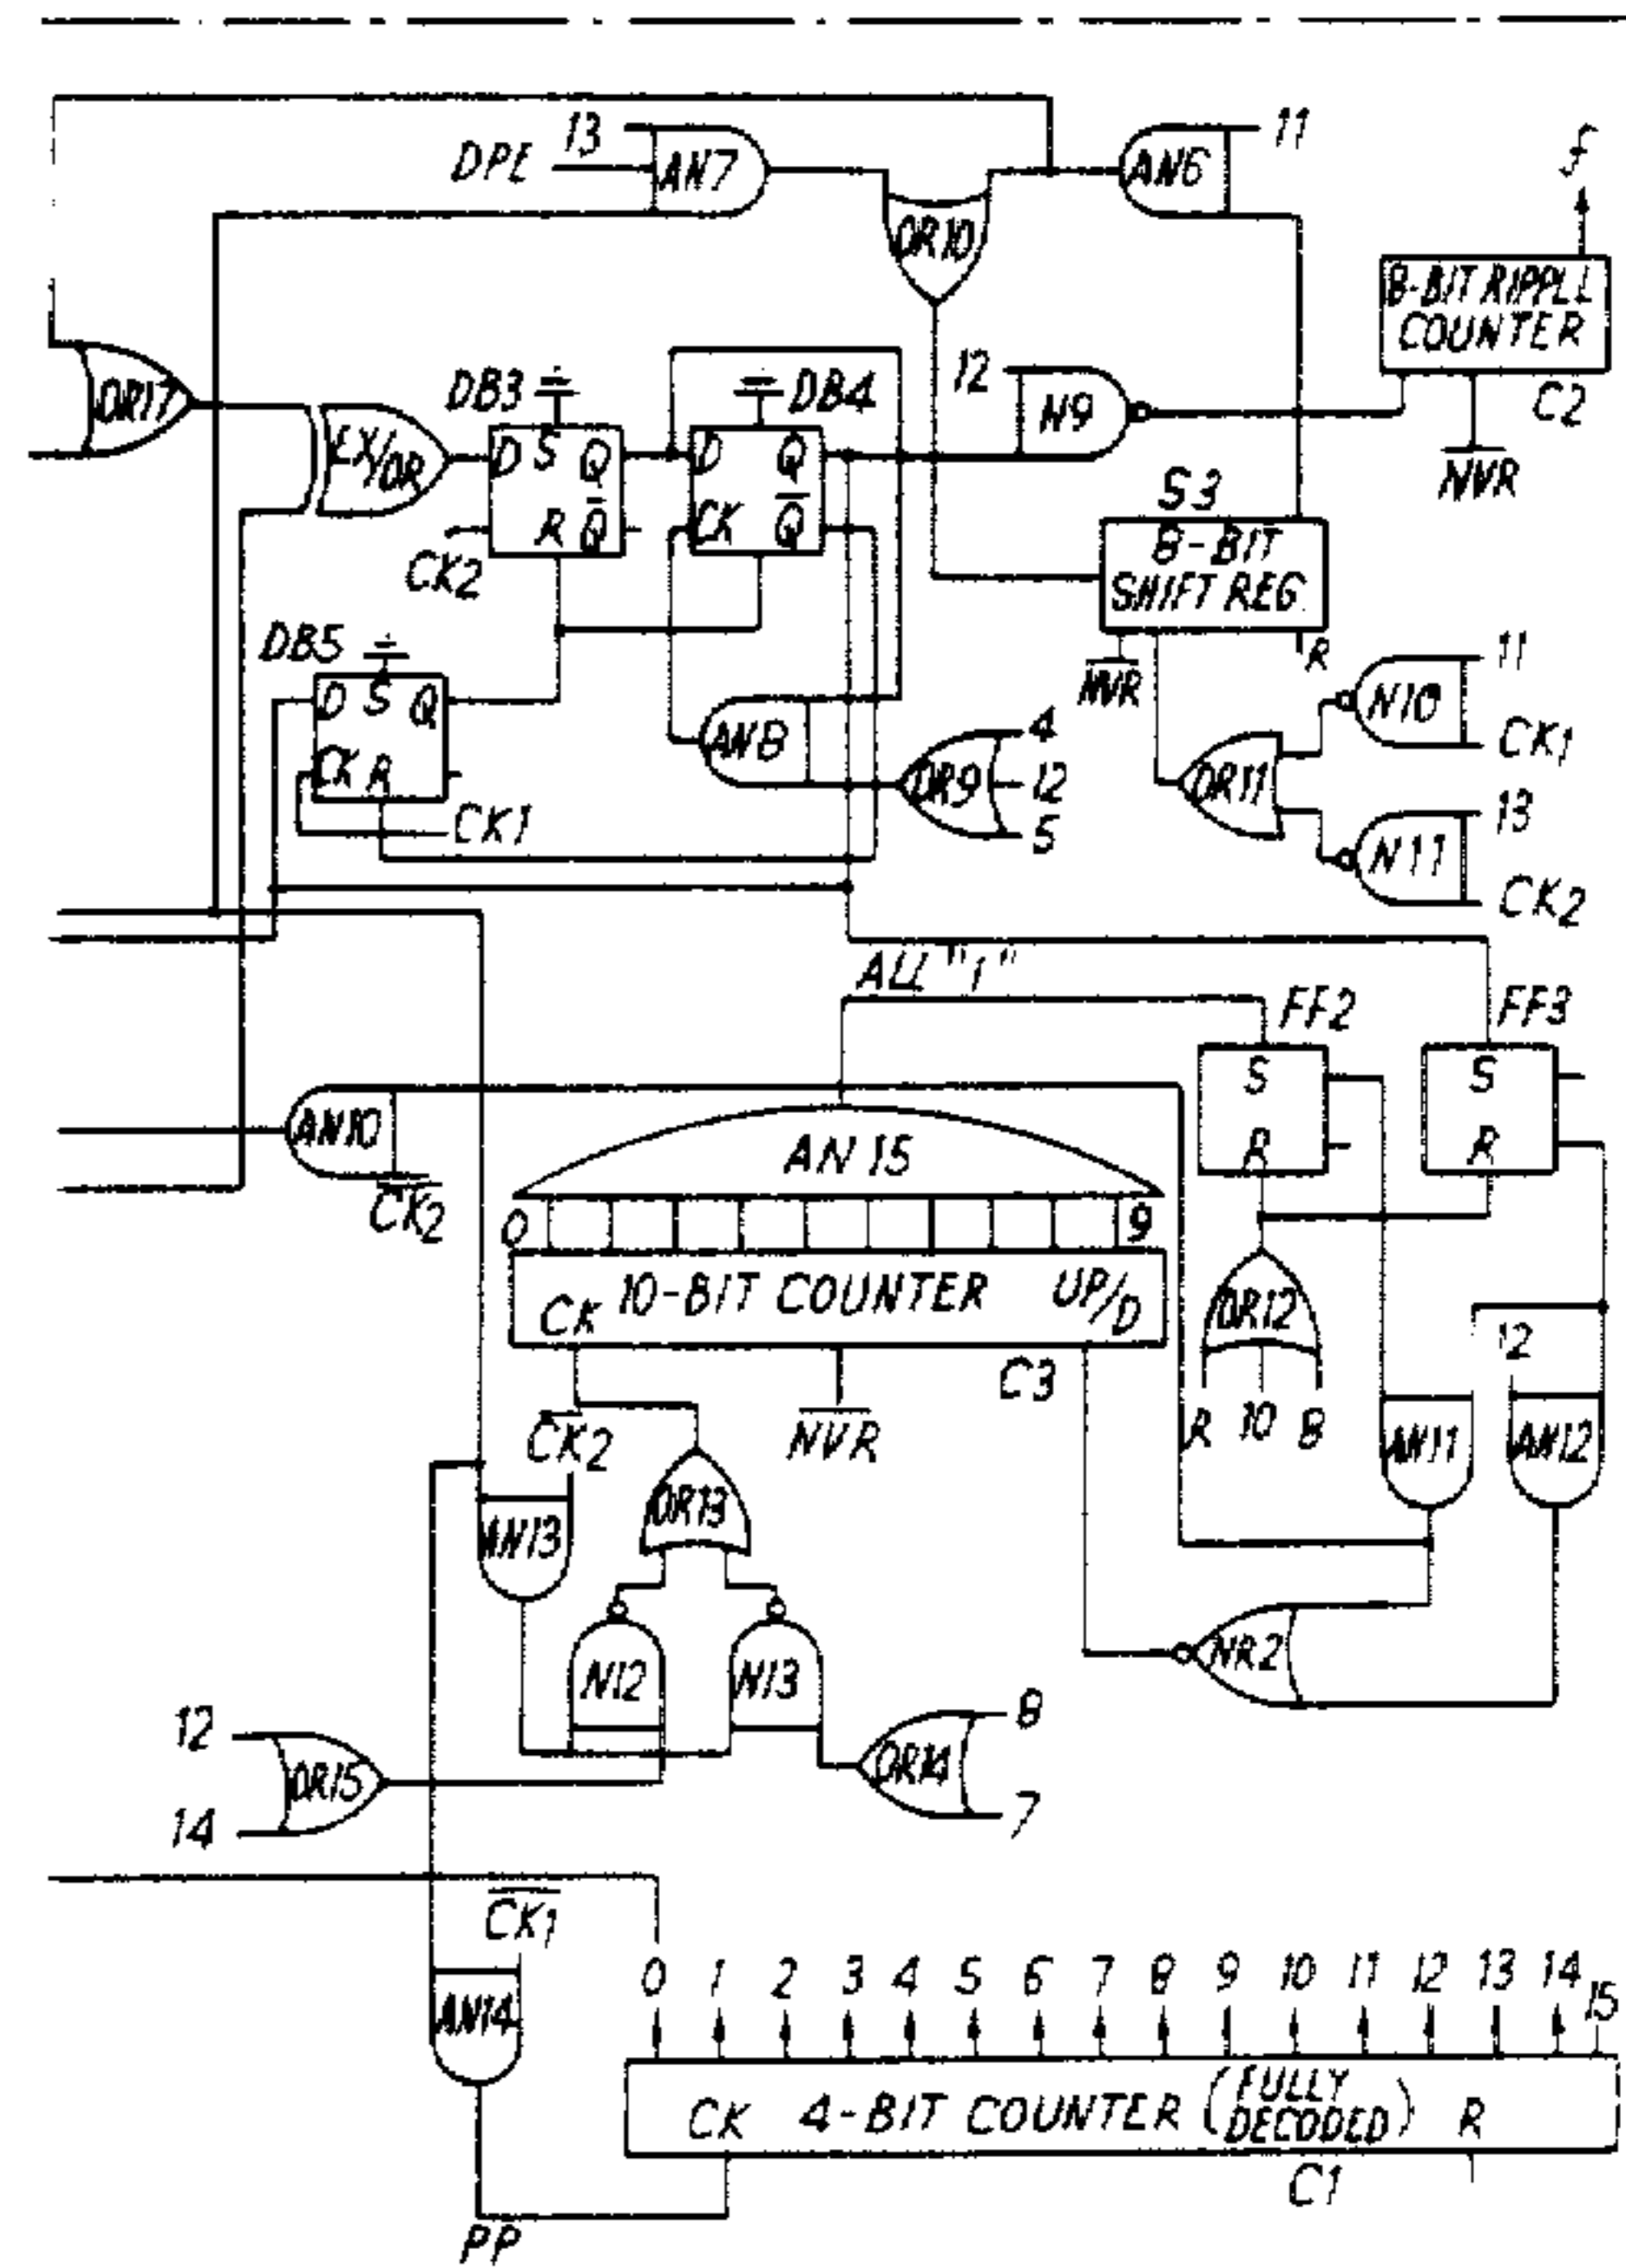 13
DPE
AN7
AN6
11
f
OR10
8-BIT RIPPLE
COUNTER
C2
NVR
OR17
EX/OR
DB3
D S Q
R Q
CK2
DB4
D Q
CK Q
12
N9
S3
8-BIT
SHIFT REG
NVR
R
DB5
D S Q
CK R
CK1
AN8
OR9
4
12
5
N10
11
CK1
OR11
N11
13
CK2
ALL "1"
FF2
S
R
FF3
S
R
AN10
CK2
AN15
0
9
CK 10-BIT COUNTER UP/D
C3
NVR
OR12
R 10 8
12
AN11
AN12
CK2
AN13
OR13
N12
N13
NR2
12
OR15
14
OR14
8
7
CK1
AN14
0 1 2 3 4 5 6 7 8 9 10 11 12 13 14 15
CK 4-BIT COUNTER (FULLY DECODED) R
C1
PP